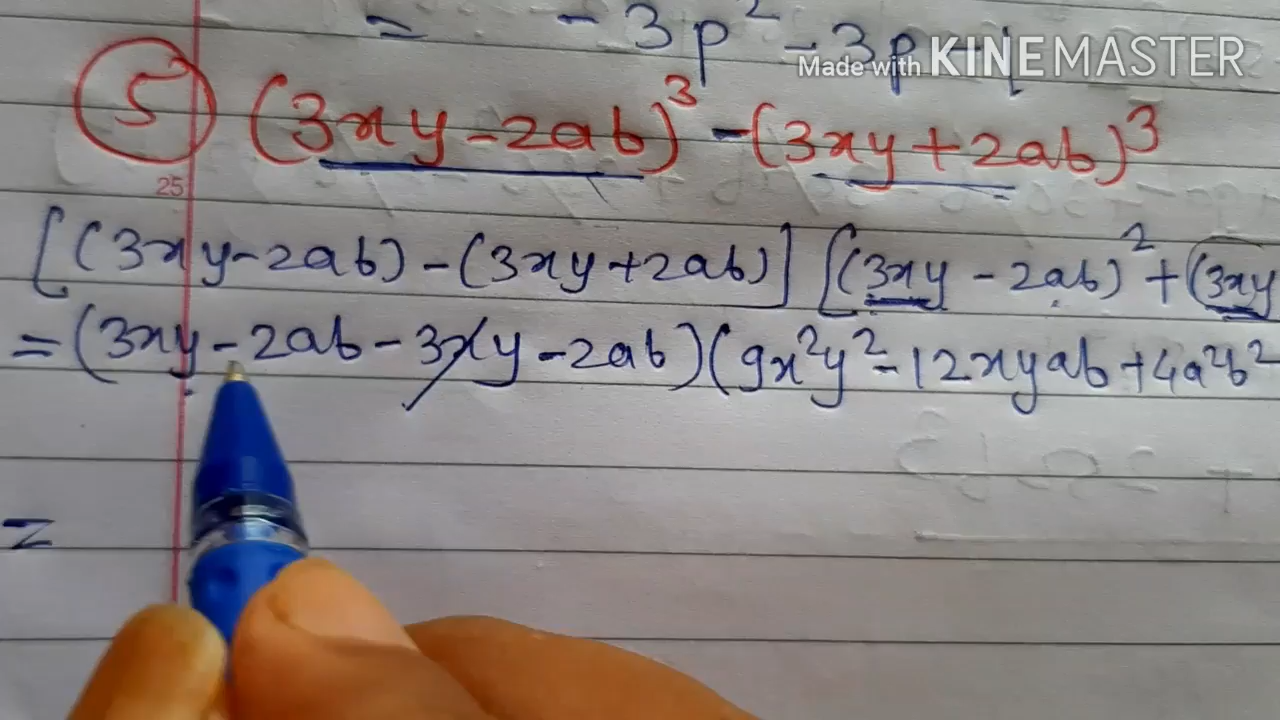 = -3p² - 3p + 1
Made with KINEMASTER
5 (3xy-2ab)³ -(3xy+2ab)³
25
[(3xy-2ab) - (3xy+2ab)] [(3xy - 2ab)² + (3xy
= (3xy - 2ab - 3xy - 2ab) (9x²y² - 12xyab + 4a²b²
=